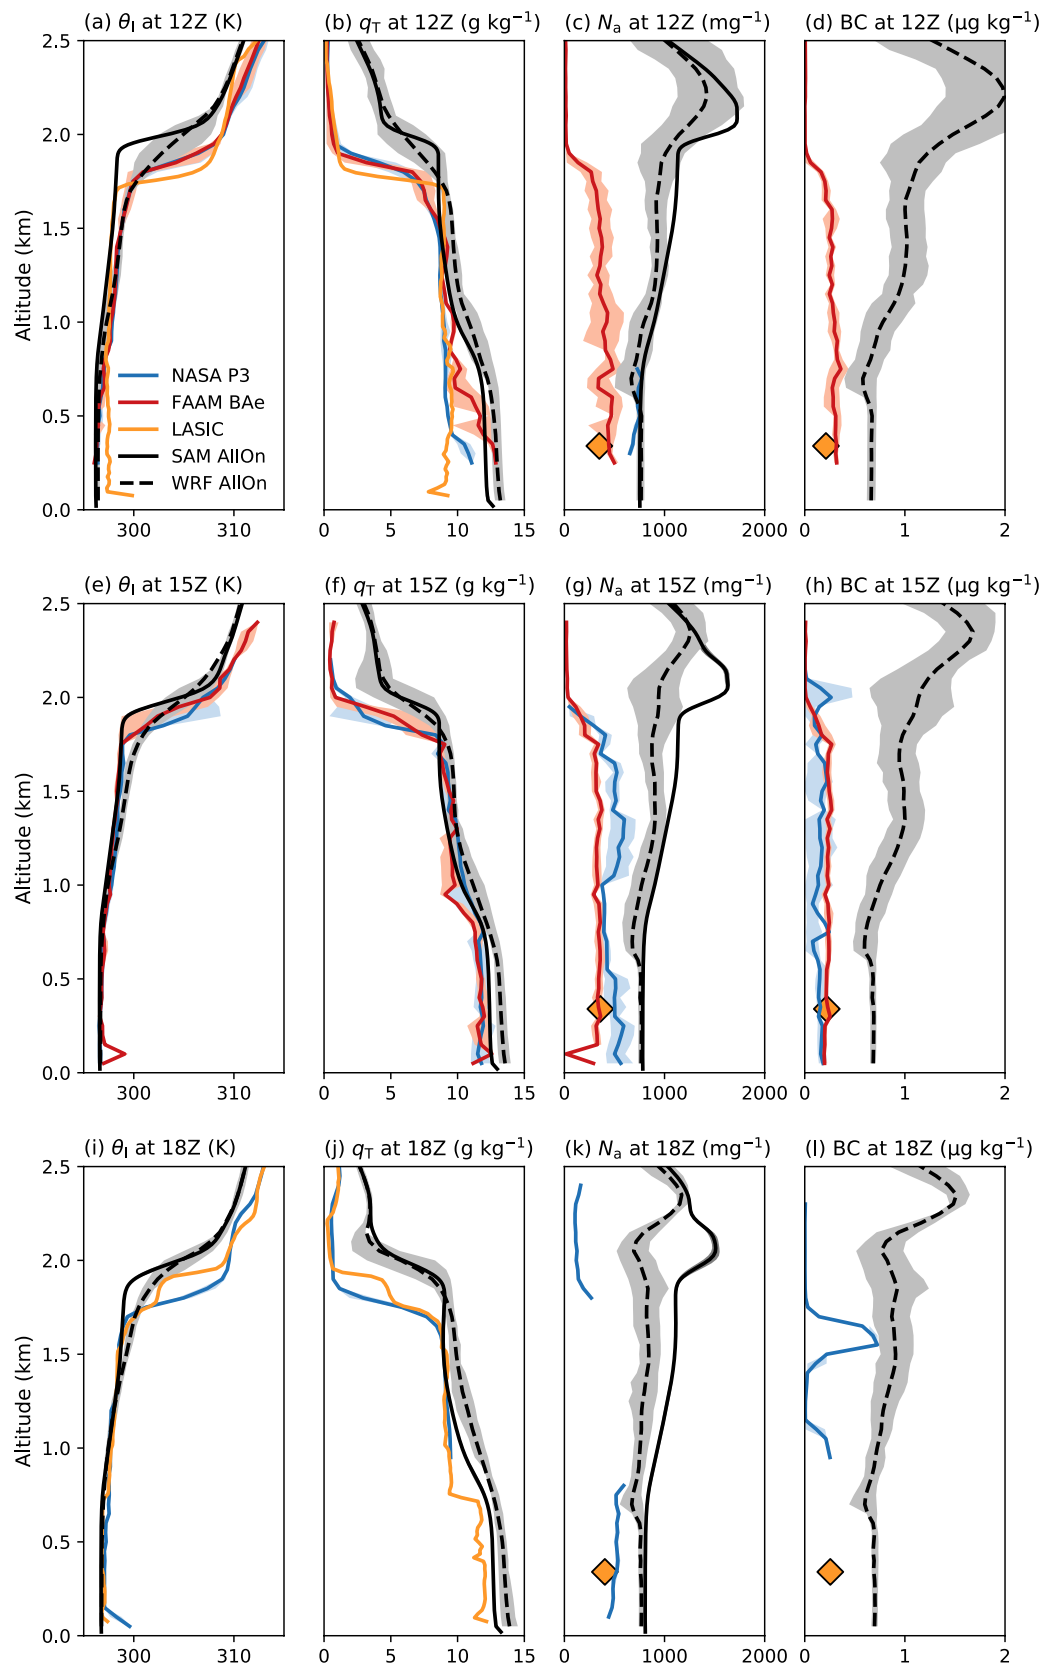 (a) θl at 12Z (K) (b) qT at 12Z (g kg⁻¹) (c) Na at 12Z (mg⁻¹) (d) BC at 12Z (μg kg⁻¹)
2.5
2.0
1.5
1.0
0.5
0.0
Altitude (km)
NASA P3
FAAM BAe
LASIC
SAM AllOn
WRF AllOn
300 310 0 5 10 15 0 1000 2000 0 1 2
(e) θl at 15Z (K) (f) qT at 15Z (g kg⁻¹) (g) Na at 15Z (mg⁻¹) (h) BC at 15Z (μg kg⁻¹)
2.5
2.0
1.5
1.0
0.5
0.0
Altitude (km)
300 310 0 5 10 15 0 1000 2000 0 1 2
(i) θl at 18Z (K) (j) qT at 18Z (g kg⁻¹) (k) Na at 18Z (mg⁻¹) (l) BC at 18Z (μg kg⁻¹)
2.5
2.0
1.5
1.0
0.5
0.0
Altitude (km)
300 310 0 5 10 15 0 1000 2000 0 1 2